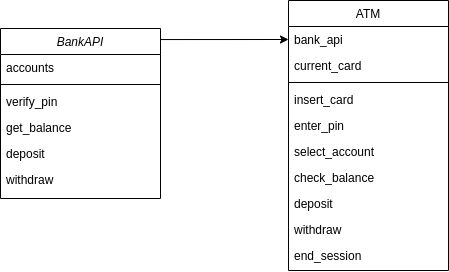 BankAPI
accounts
verify_pin
get_balance
deposit
withdraw
ATM
bank_api
current_card
insert_card
enter_pin
select_account
check_balance
deposit
withdraw
end_session